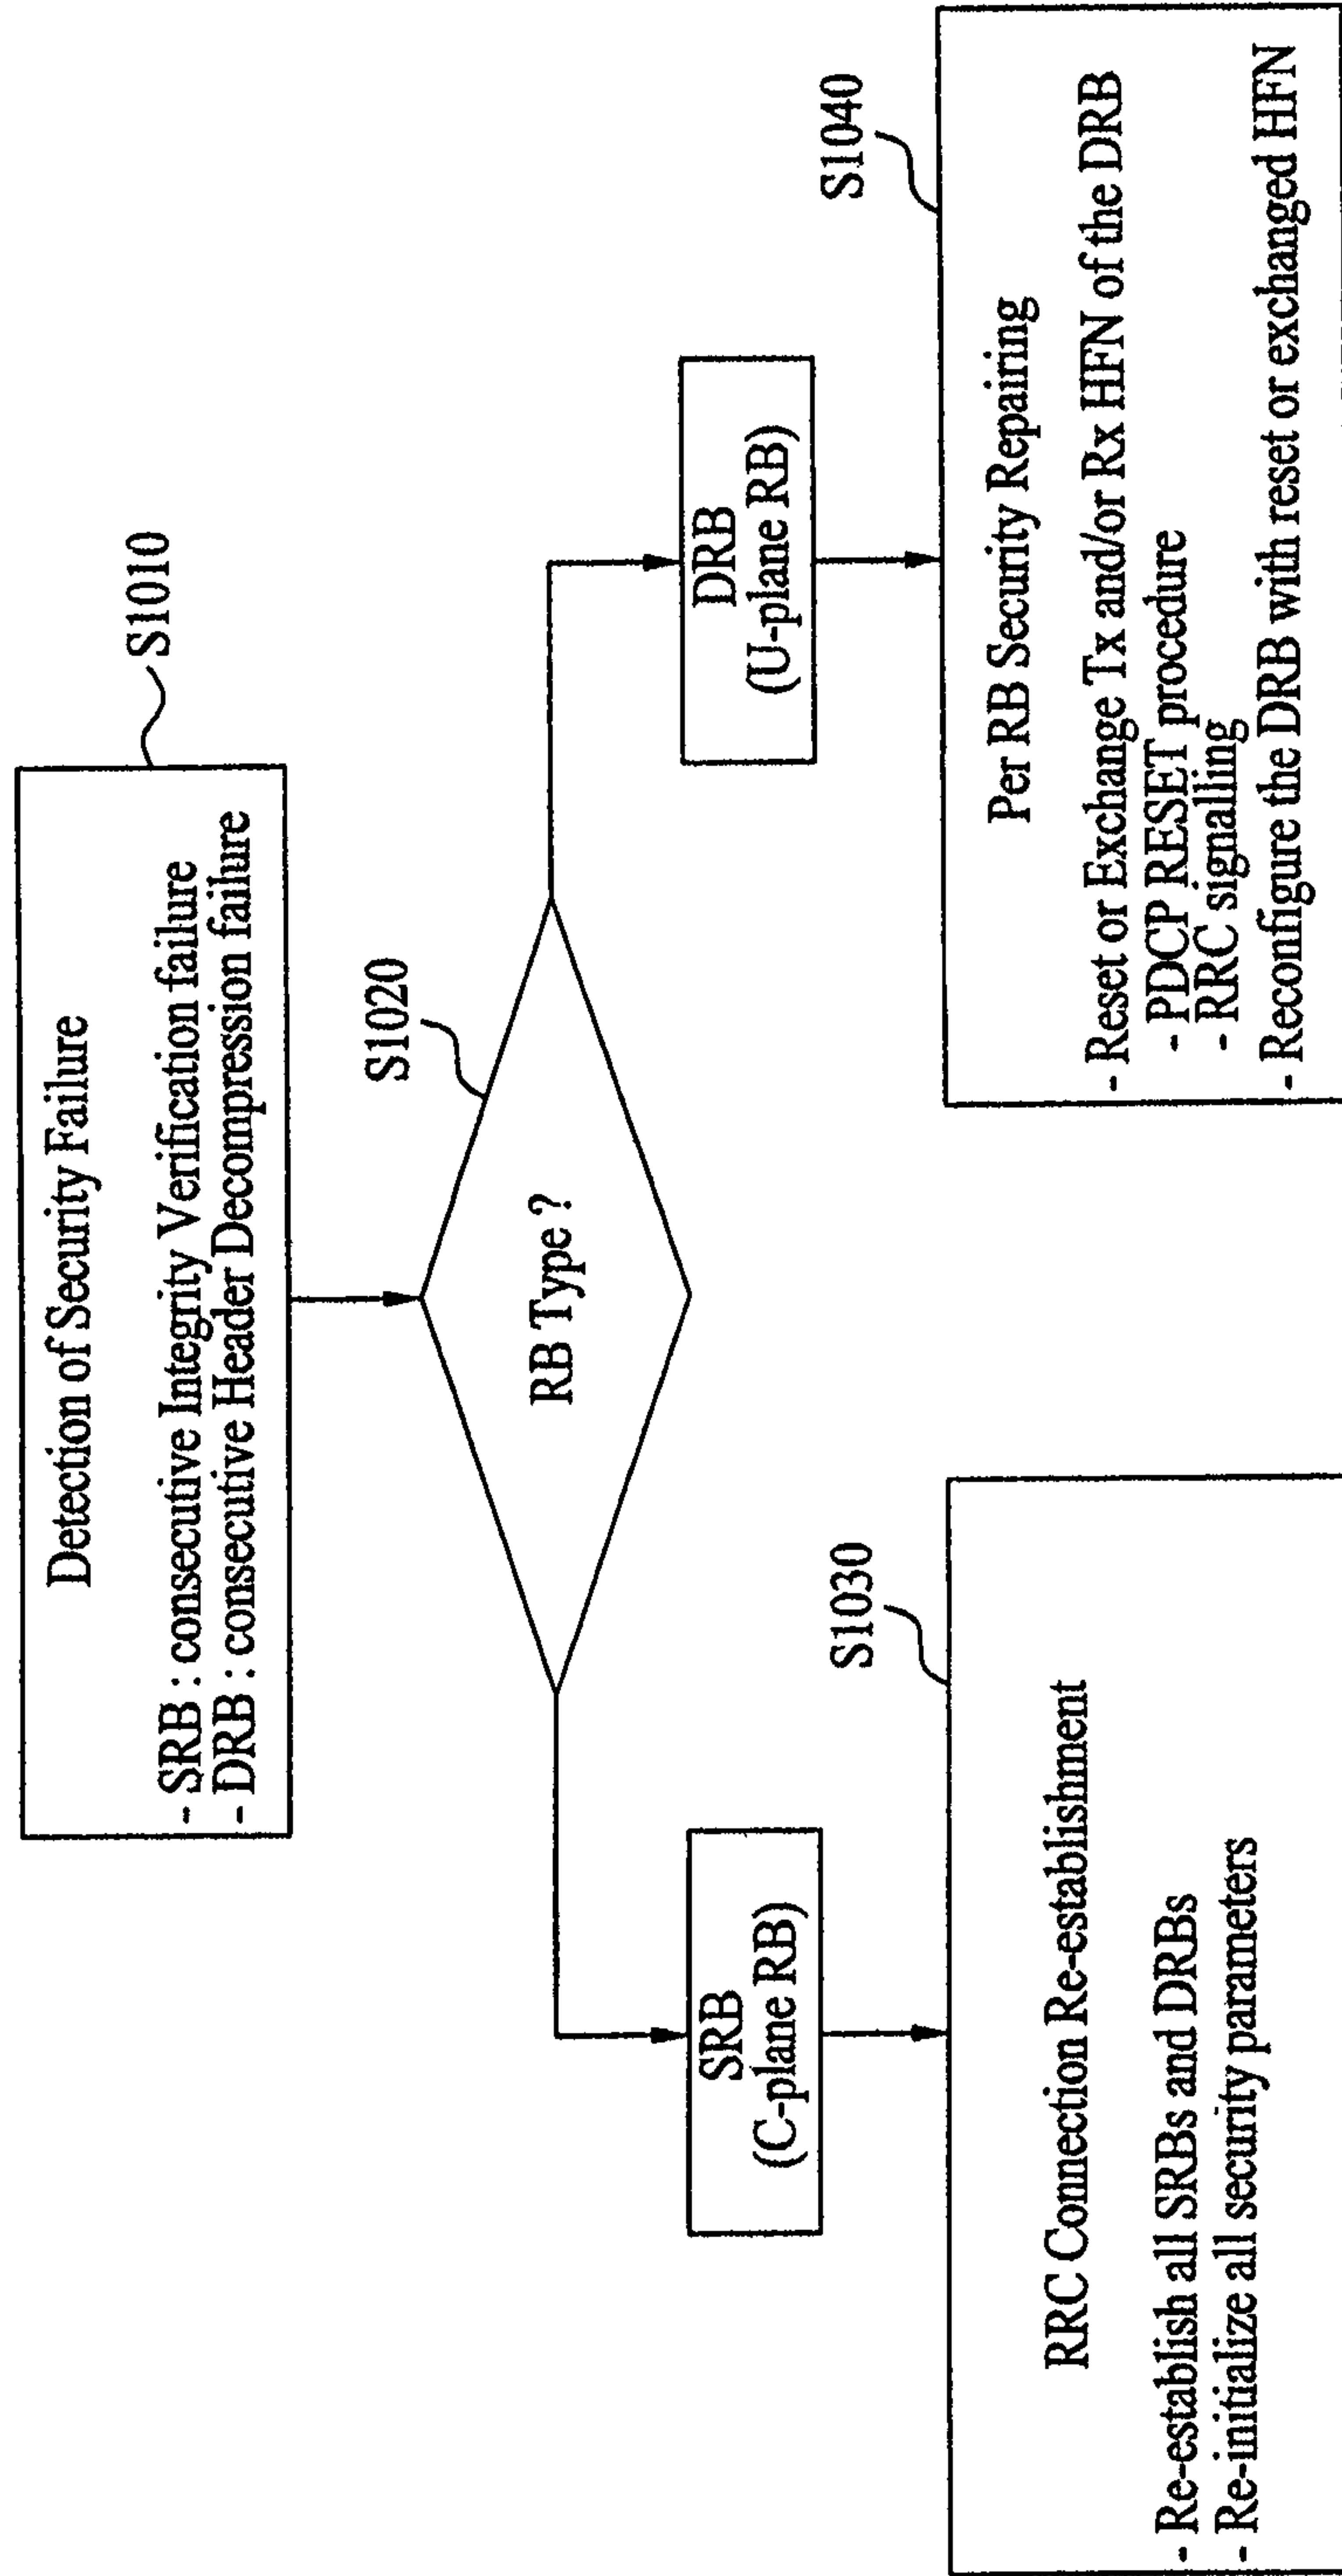 Detection of Security Failure
- SRB : consecutive Integrity Verification failure
- DRB : consecutive Header Decompression failure
S1010
S1020
RB Type ?
SRB
(C-plane RB)
DRB
(U-plane RB)
S1030
RRC Connection Re-establishment
- Re-establish all SRBs and DRBs
- Re-initialize all security parameters
S1040
Per RB Security Repairing
- Reset or Exchange Tx and/or Rx HFN of the DRB
- PDCP RESET procedure
- RRC signalling
- Reconfigure the DRB with reset or exchanged HFN